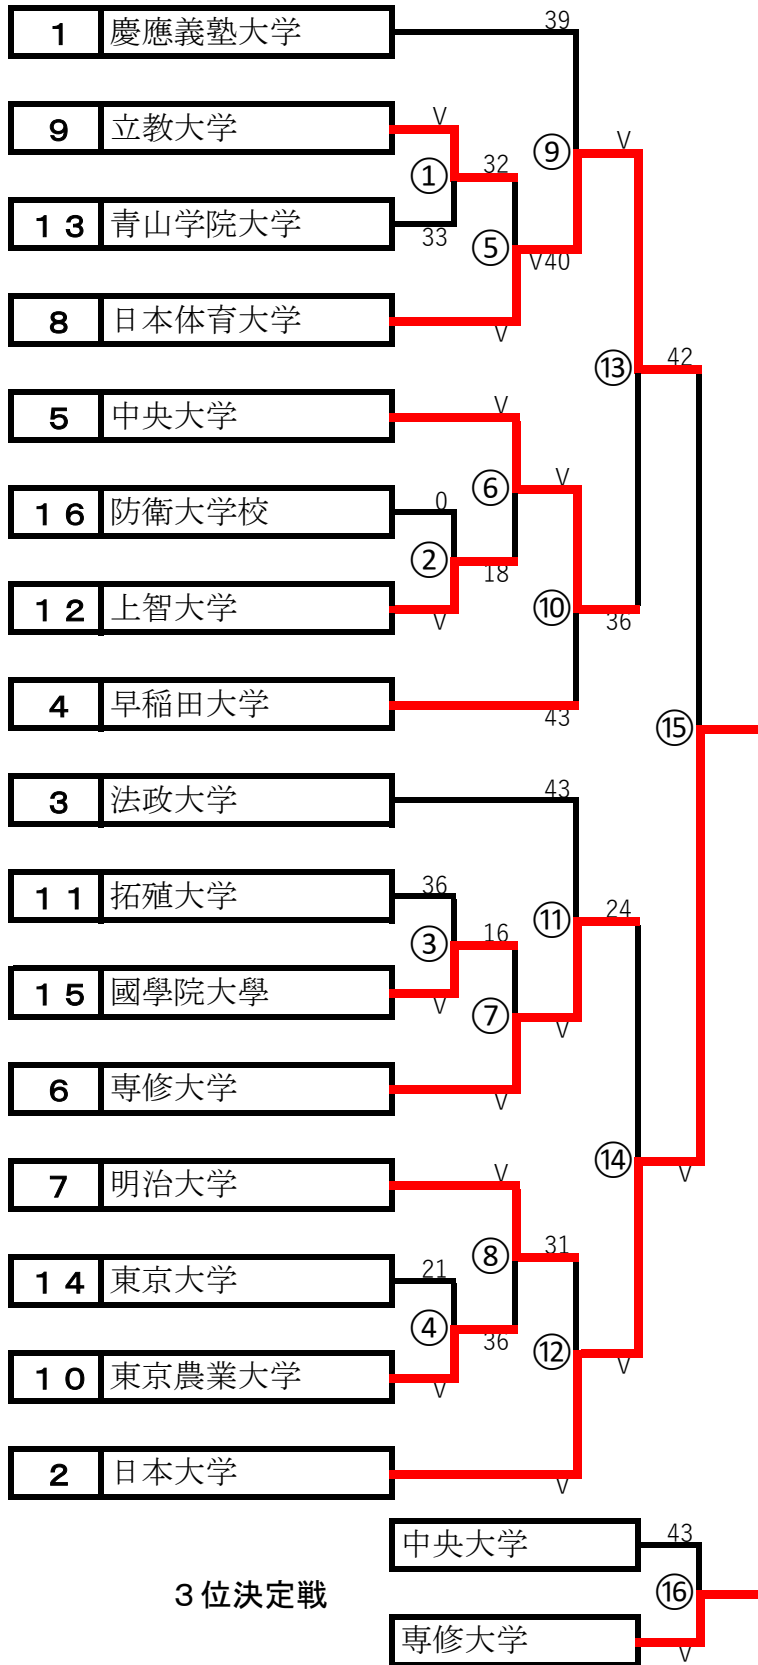 39
1 慶應義塾大学
V
9 立教大学
⑨ V
① 32
13 青山学院大学
33 ⑤
V40
8 日本体育大学
V
⑬ 42
V
5 中央大学
⑥ V
0
16 防衛大学校
② 18
12 上智大学
V ⑩ 36
4 早稲田大学
43 ⑮
43
3 法政大学
36
11 拓殖大学
⑪ 24
③ 16
15 國學院大學
V ⑦ V
6 専修大学
V
⑭ V
V
7 明治大学
⑧ 31
21
14 東京大学
④ 36
⑫ V
10 東京農業大学
V
2 日本大学
V
中央大学 43
3位決定戦 ⑯
専修大学 V